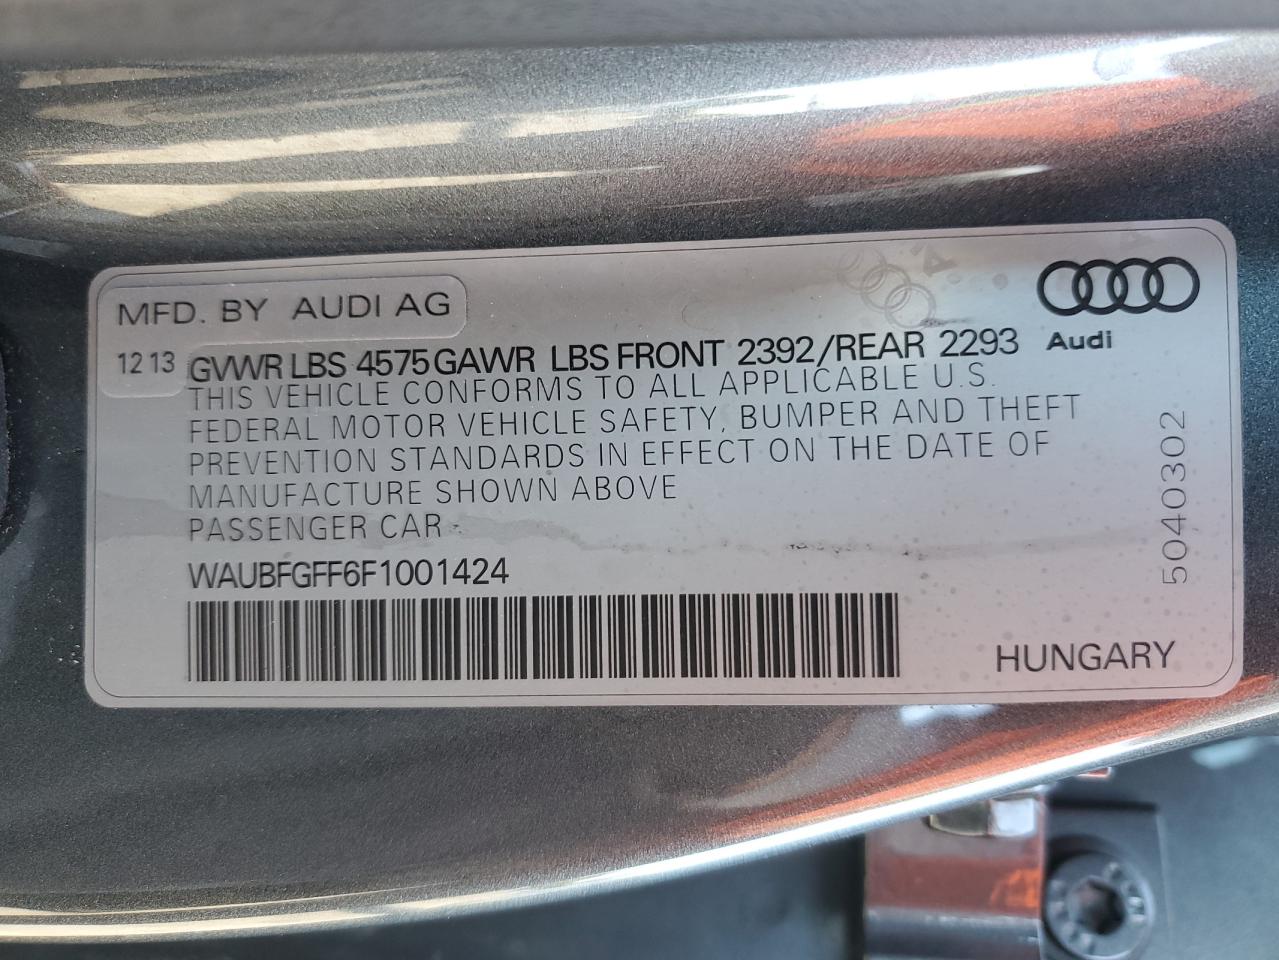 MFD. BY AUDI AG
Audi
12 13 GVWR LBS 4575 GAWR LBS FRONT 2392/REAR 2293
THIS VEHICLE CONFORMS TO ALL APPLICABLE U.S.
FEDERAL MOTOR VEHICLE SAFETY, BUMPER AND THEFT
PREVENTION STANDARDS IN EFFECT ON THE DATE OF
MANUFACTURE SHOWN ABOVE
PASSENGER CAR
WAUBFGFF6F1001424
HUNGARY
5040302